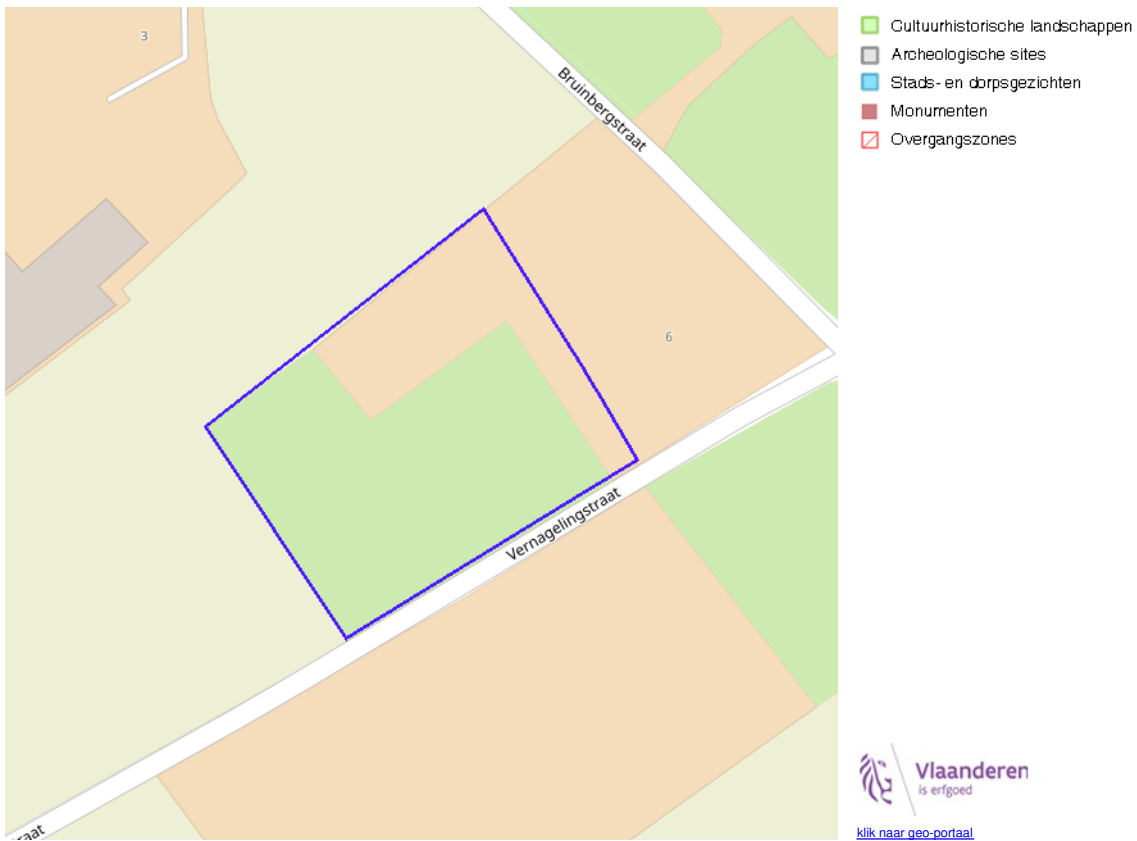 3
Bruinbergstraat
6
Vernagelingstraat
raat
Cultuurhistorische landschappen
Archeologische sites
Stads- en dorpsgezichten
Monumenten
Overgangszones
Vlaanderen
is erfgoed
klik naar geo-portaal